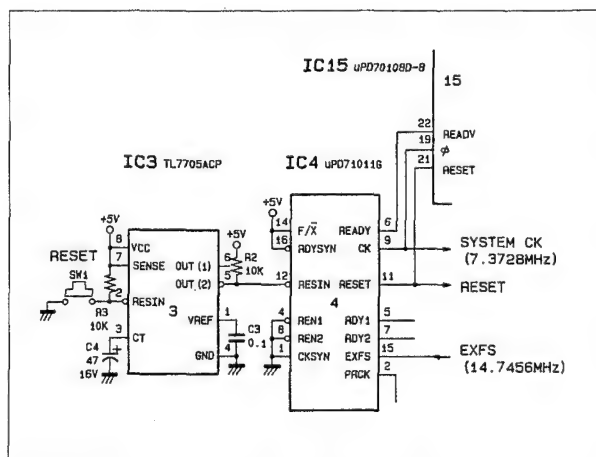 IC15 uPD70108D-8
15
22 READY
19 ø
21 RESET
IC3 TL7705ACP
IC4 uPD71011G
+5V
8 VCC
7 SENSE
RESET
SW1
2 RESIN
R3
10K
3 CT
C4
47
16V
3
OUT(1) 6
OUT(2) 5
+5V
R2
10K
VREF 1
C3
0.1
GND 4
+5V
14 F/X̅
16 RDYSYN
12 RESIN
4
4 REN1
8 REN2
1 CKSYN
READY 6
CK 9
RESET 11
RDY1 5
RDY2 7
EXFS 15
PRCK 2
SYSTEM CK
(7.3728MHz)
RESET
EXFS
(14.7456MHz)